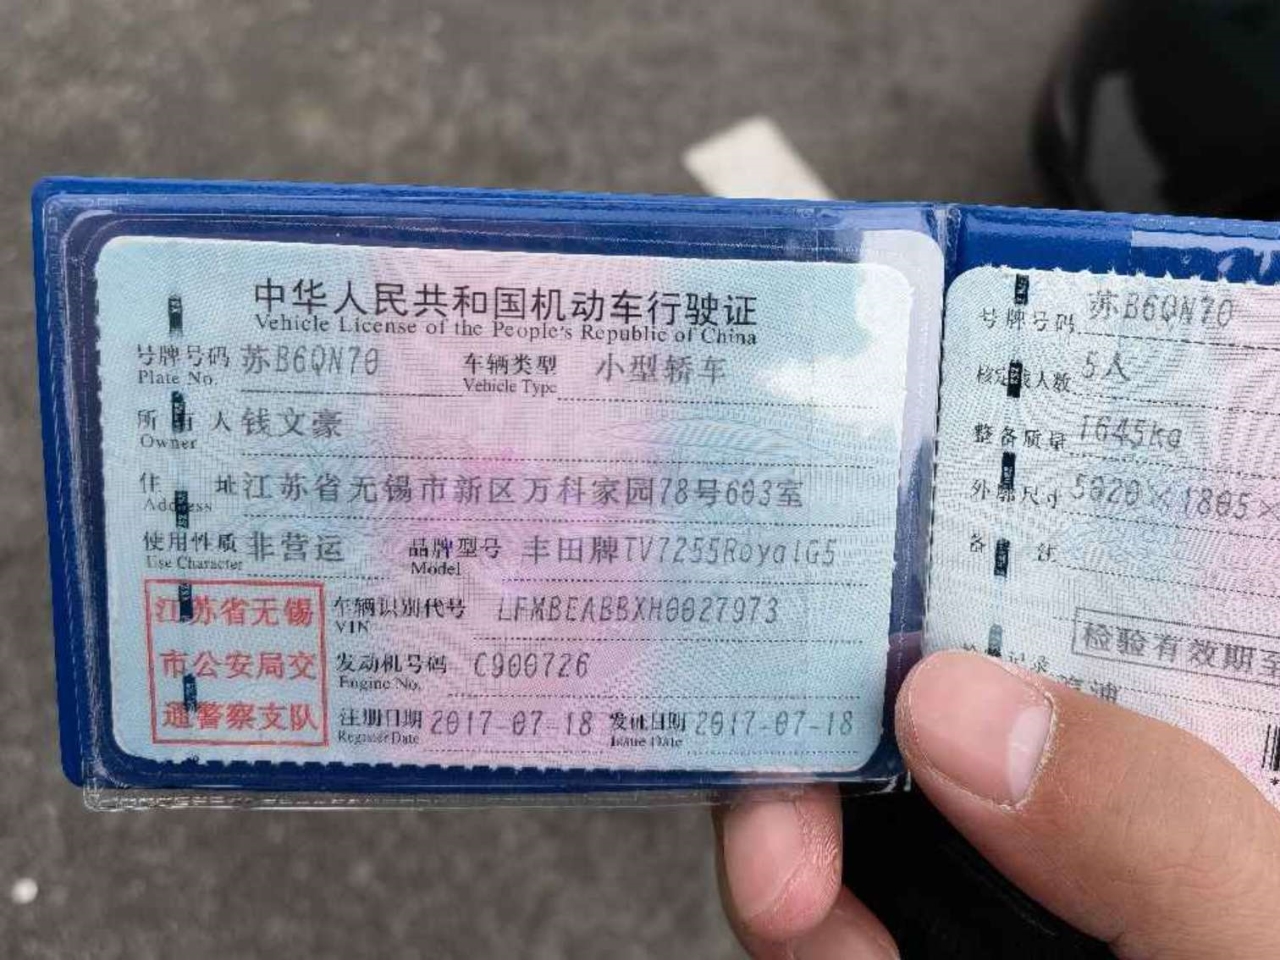 中华人民共和国机动车行驶证
Vehicle License of the People's Republic of China
号牌号码 苏B6QN70 车辆类型 小型轿车
Plate No. Vehicle Type
所有人 钱文豪
Owner
住址 江苏省无锡市新区万科家园78号603室
Address
使用性质 非营运 品牌型号 丰田牌TV7255RoyalG5
Use Character Model
江苏省无锡
市公安局交
通警察支队
车辆识别代号 LFMBEABBXH0027973
VIN
发动机号码 C900726
Engine No.
注册日期 2017-07-18 发证日期 2017-07-18
Register Date Issue Date
号牌号码 苏B6QN70
核定载人数 5人
整备质量 1645kg
外廓尺寸 5020×1805×
备注
检验有效期至